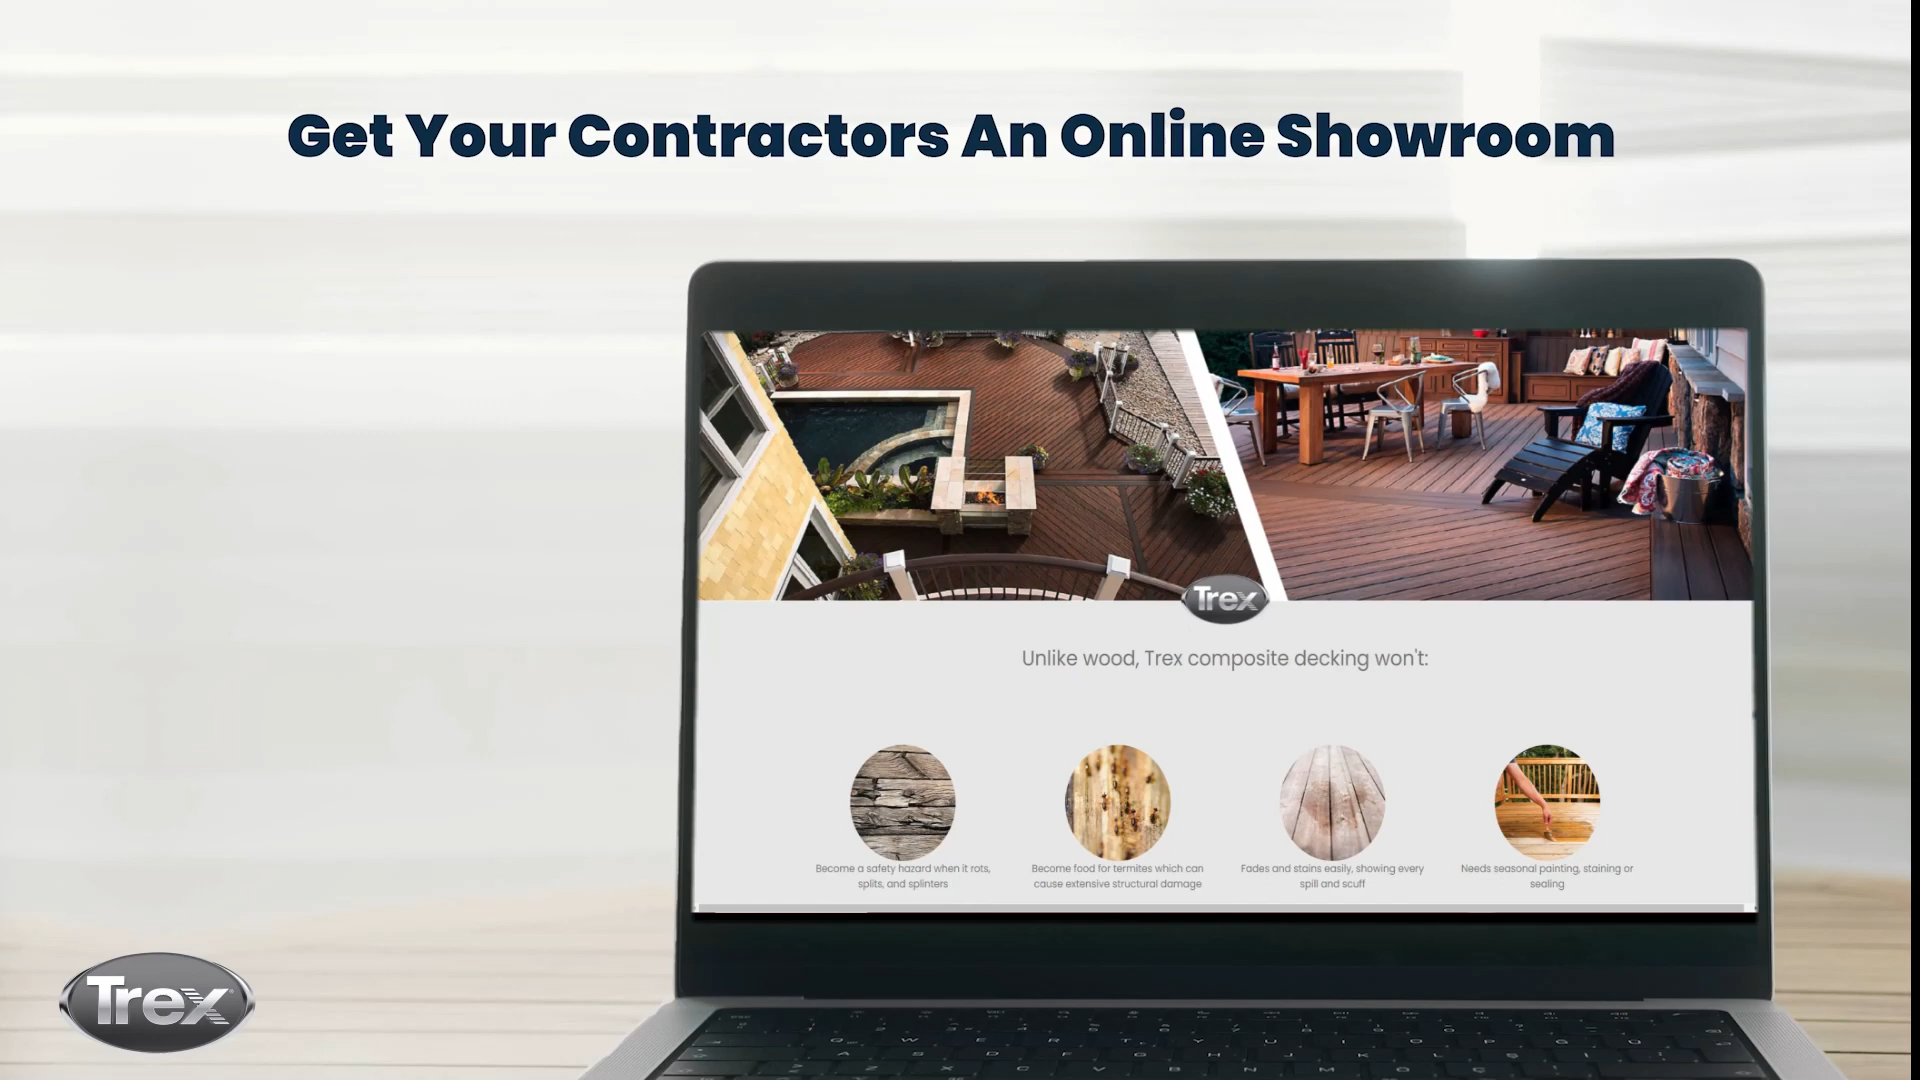 Get Your Contractors An Online Showroom
Trex
Unlike wood, Trex composite decking won't:
Become a safety hazard when it rots,
splits, and splinters
Become food for termites which can
cause extensive structural damage
Fades and stains easily, showing every
spill and scuff
Needs seasonal painting, staining or
sealing
Trex
Q W E R T Y U I O P Ğ Ü
A S D F G H J K L Ş İ
Z X C V B N M Ö Ç